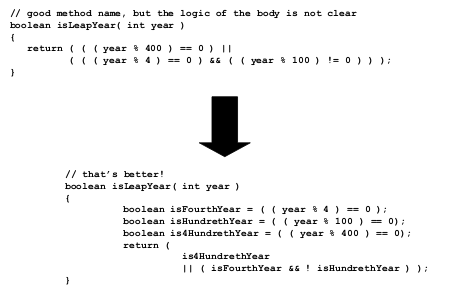 // good method name, but the logic of the body is not clear
boolean isLeapYear( int year )
{
return ( ( ( year % 400 ) == 0 ) ||
( ( ( year % 4 ) == 0 ) && ( ( year % 100 ) != 0 ) ) );
}
// that's better!
boolean isLeapYear( int year )
{
boolean isFourthYear = ( ( year % 4 ) == 0 );
boolean isHundrethYear = ( ( year % 100 ) == 0);
boolean is4HundrethYear = ( ( year % 400 ) == 0);
return (
is4HundrethYear
|| ( isFourthYear && ! isHundrethYear ) );
}